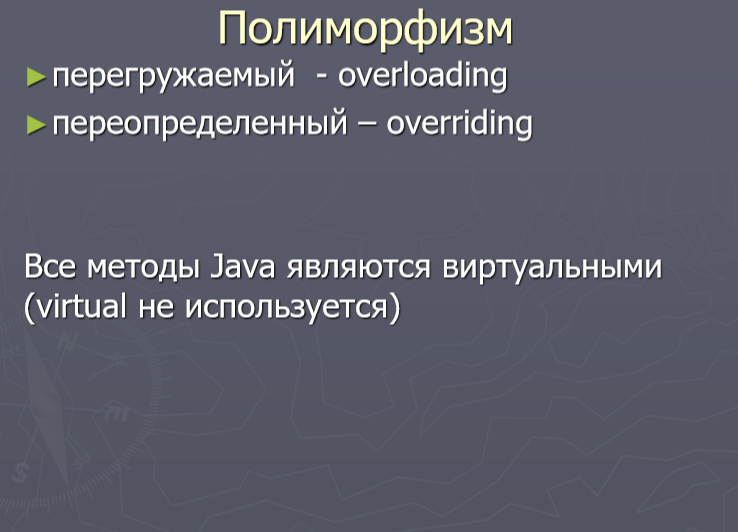 Полиморфизм
перегружаемый - overloading
переопределенный – overriding
Все методы Java являются виртуальными
(virtual не используется)
N
m
S